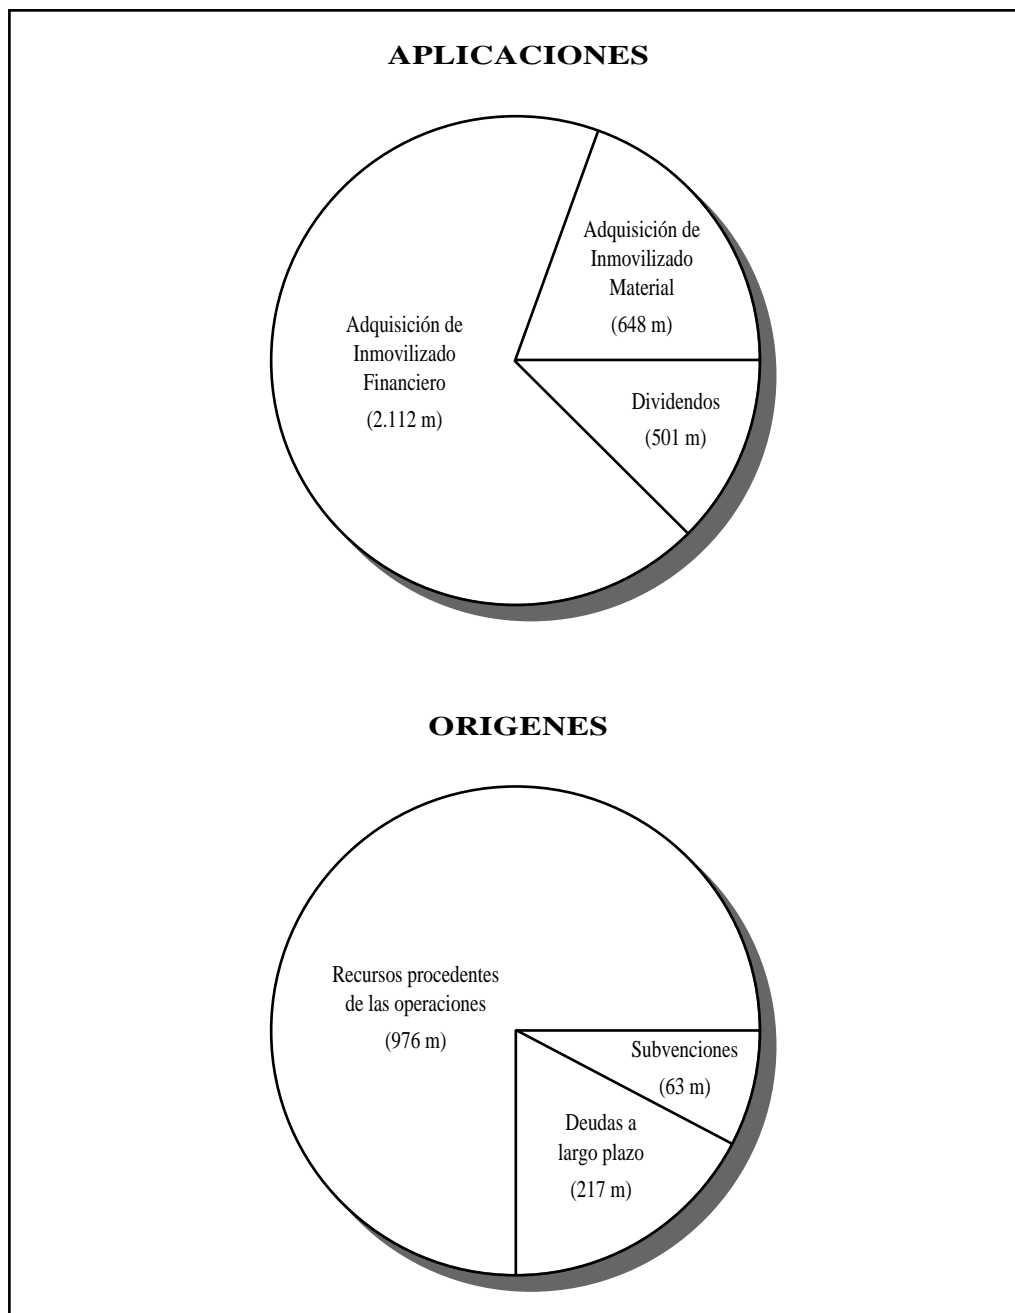 APLICACIONES
Adquisición de
Inmovilizado
Material
(648 m)
Adquisición de
Inmovilizado
Financiero
(2.112 m)
Dividendos
(501 m)
ORIGENES
Recursos procedentes
de las operaciones
(976 m)
Subvenciones
(63 m)
Deudas a
largo plazo
(217 m)